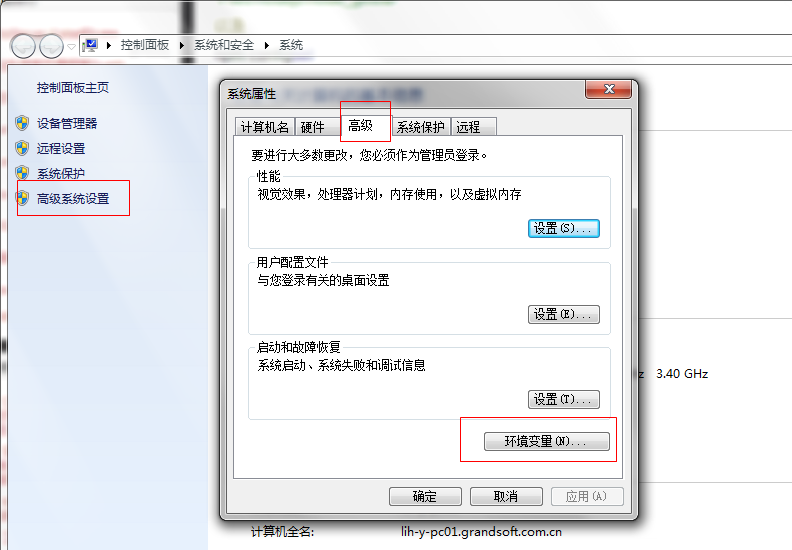 控制面板 系统和安全 系统
控制面板主页
设备管理器
远程设置
系统保护
高级系统设置
系统属性
计算机名 硬件 高级 系统保护 远程
要进行大多数更改，您必须作为管理员登录。
性能
视觉效果，处理器计划，内存使用，以及虚拟内存
设置(S)...
用户配置文件
与您登录有关的桌面设置
设置(E)...
启动和故障恢复
系统启动、系统失败和调试信息
设置(T)...
环境变量(N)...
确定 取消 应用(A)
z 3.40 GHz
计算机全名: lih-y-pc01.grandsoft.com.cn